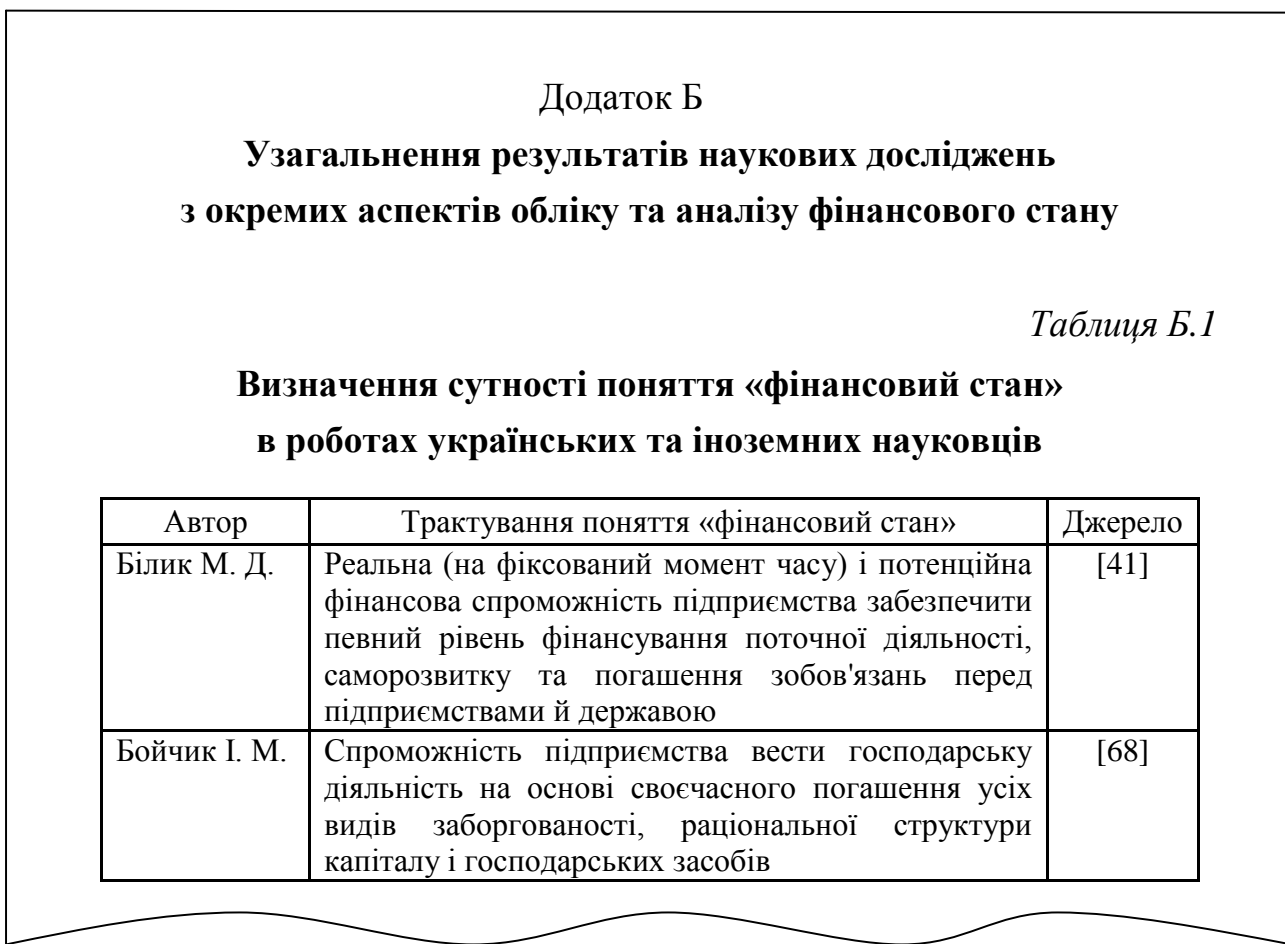 Додаток Б
Узагальнення результатів наукових досліджень
з окремих аспектів обліку та аналізу фінансового стану
Таблиця Б.1
Визначення сутності поняття «фінансовий стан»
в роботах українських та іноземних науковців
Автор Трактування поняття «фінансовий стан» Джерело
Білик М. Д. Реальна (на фіксований момент часу) і потенційна [41]
фінансова спроможність підприємства забезпечити
певний рівень фінансування поточної діяльності,
саморозвитку та погашення зобов'язань перед
підприємствами й державою
Бойчик І. М. Спроможність підприємства вести господарську [68]
діяльність на основі своєчасного погашення усіх
видів заборгованості, раціональної структури
капіталу і господарських засобів